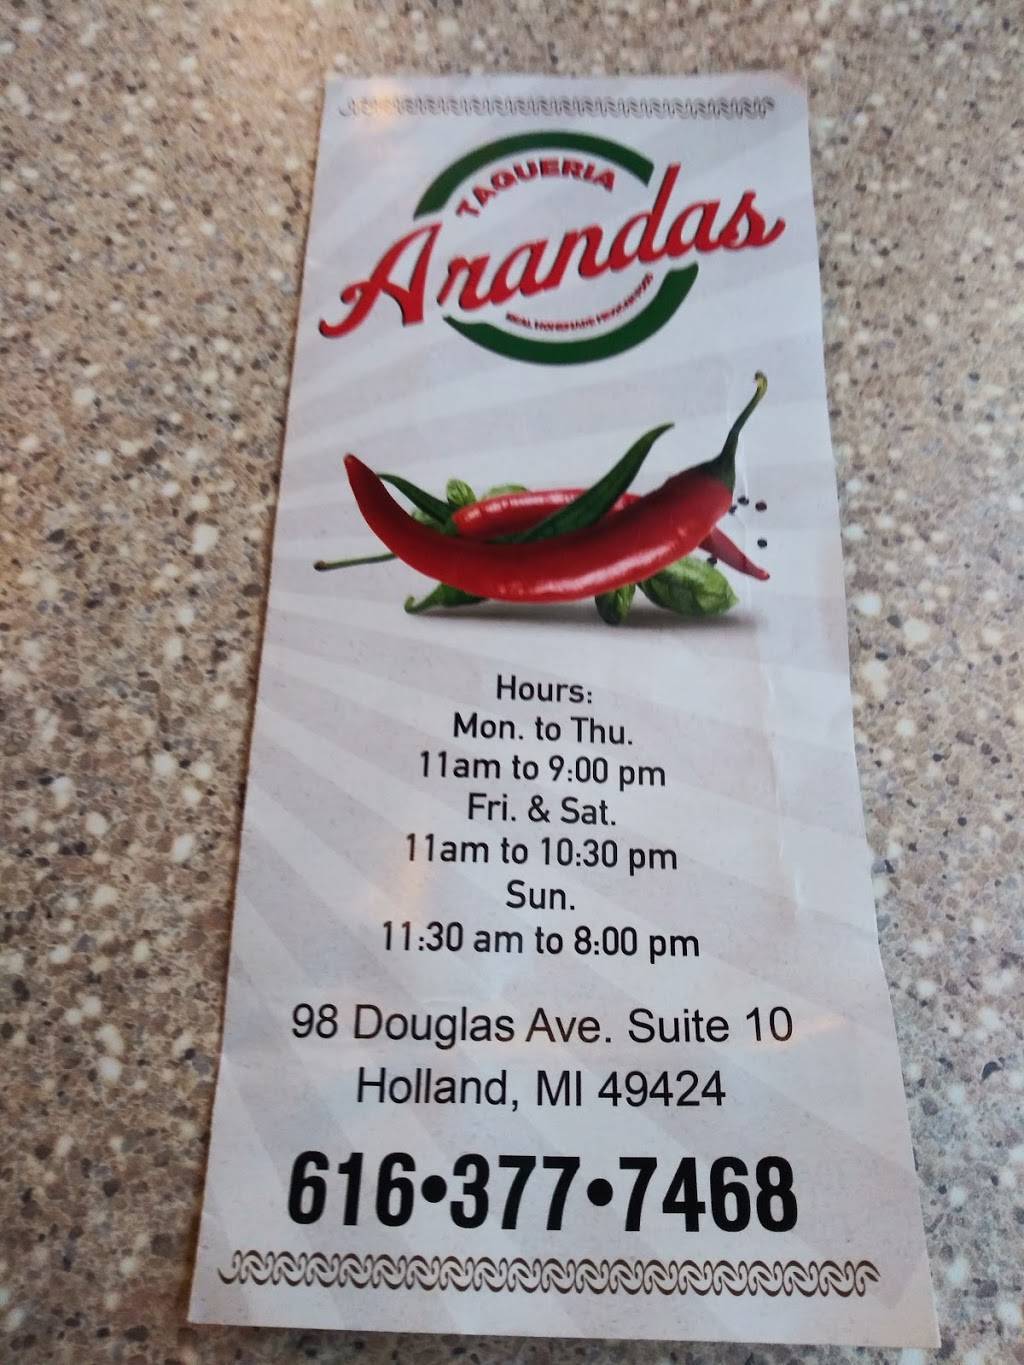 TAQUERIA
Arandas
Hours:
Mon. to Thu.
11am to 9:00 pm
Fri. & Sat.
11am to 10:30 pm
Sun.
11:30 am to 8:00 pm
98 Douglas Ave. Suite 10
Holland, MI 49424
616•377•7468